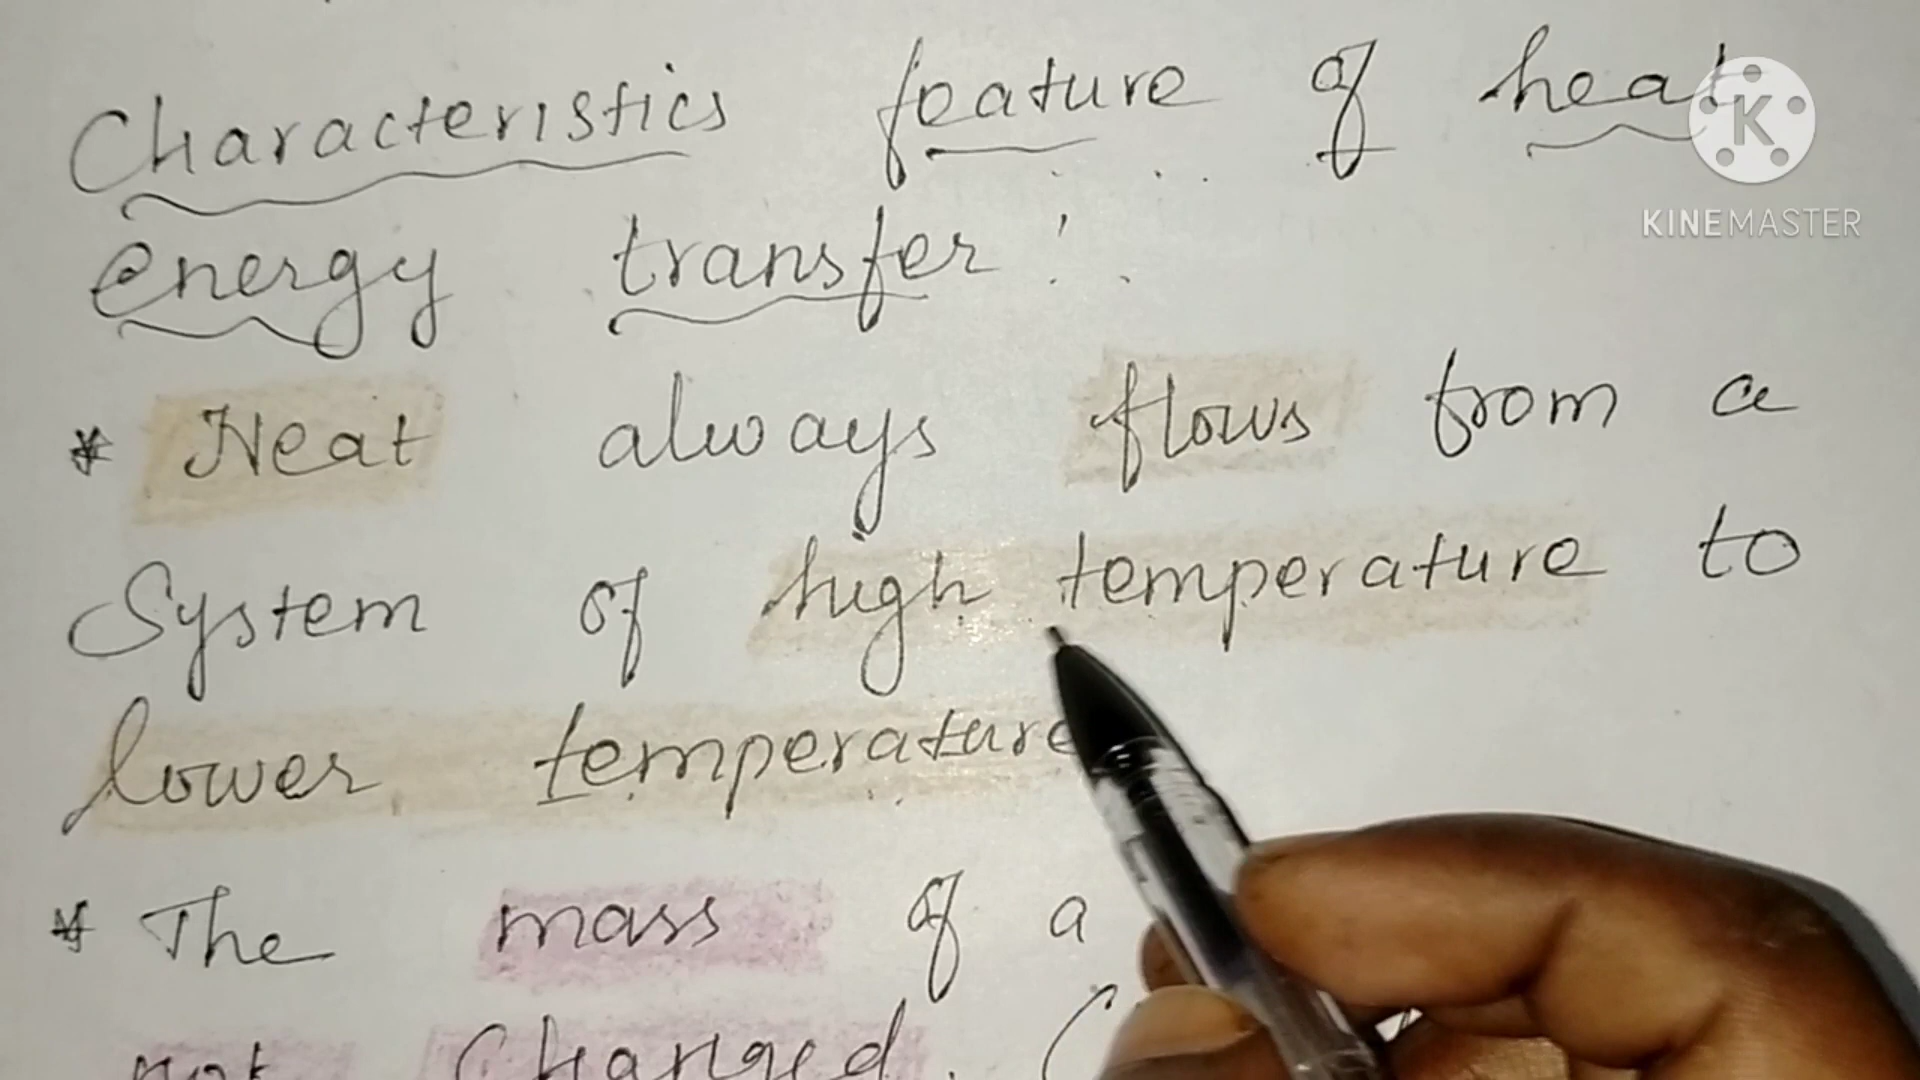 Characteristics feature of heat
energy transfer :
* Heat always flows from a
System of high temperature to
lower temperature
* The mass of a
not changed.
K
KINEMASTER